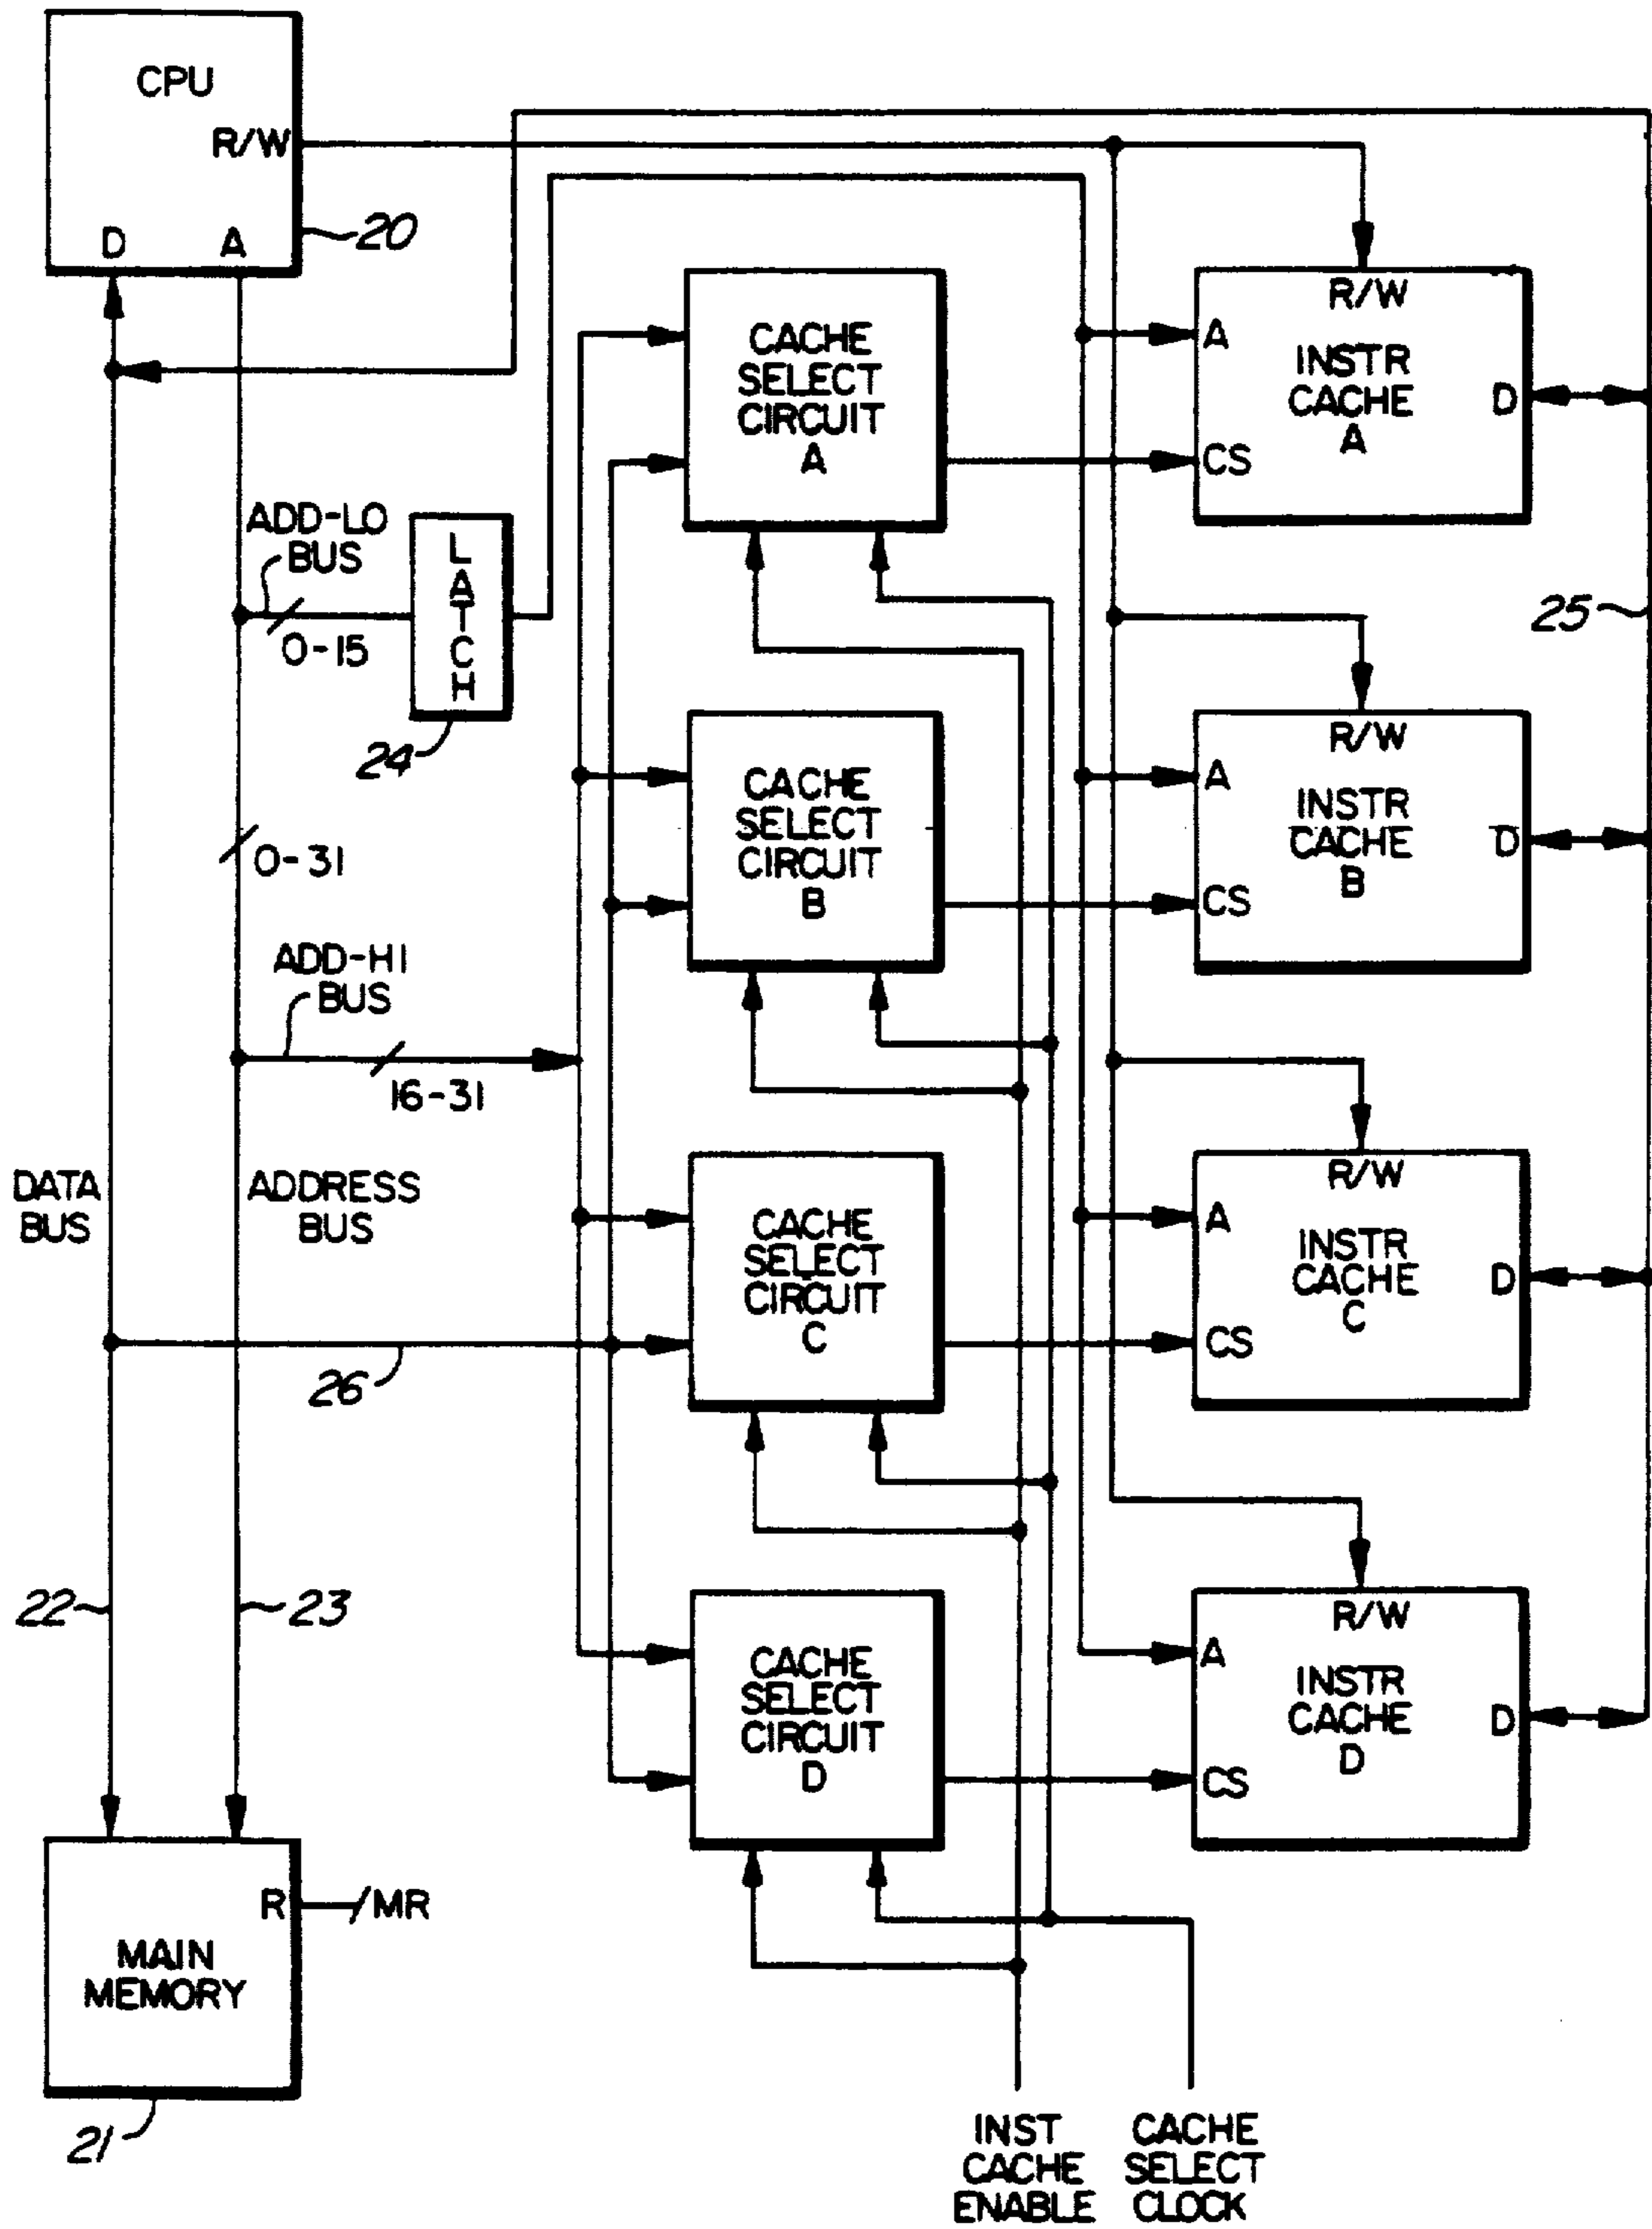 CPU
R/W
D A
20
ADD-LO
BUS
0-15
LATCH
24
0-31
ADD-HI
BUS
16-31
DATA
BUS
ADDRESS
BUS
26
22
23
R
/MR
MAIN
MEMORY
21
CACHE
SELECT
CIRCUIT
A
CACHE
SELECT
CIRCUIT
B
CACHE
SELECT
CIRCUIT
C
CACHE
SELECT
CIRCUIT
D
R/W
A
INSTR
CACHE
A
D
CS
25
R/W
A
INSTR
CACHE
B
D
CS
R/W
A
INSTR
CACHE
C
D
CS
R/W
A
INSTR
CACHE
D
D
CS
INST
CACHE
ENABLE
CACHE
SELECT
CLOCK